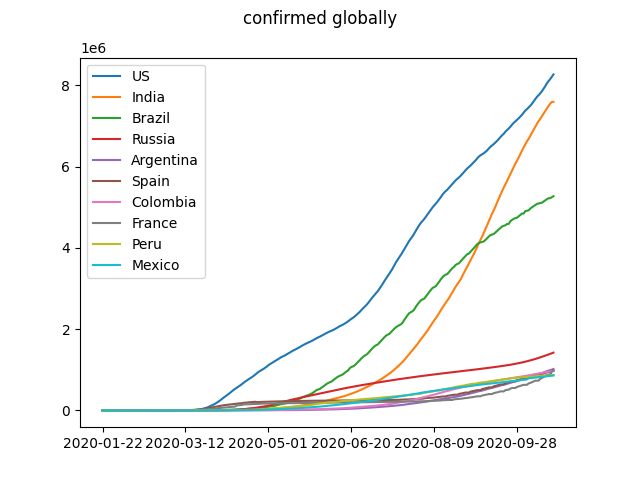 confirmed globally
1e6
US
India
Brazil
Russia
Argentina
Spain
Colombia
France
Peru
Mexico
8
6
4
2
0
2020-01-22 2020-03-12 2020-05-01 2020-06-20 2020-08-09 2020-09-28